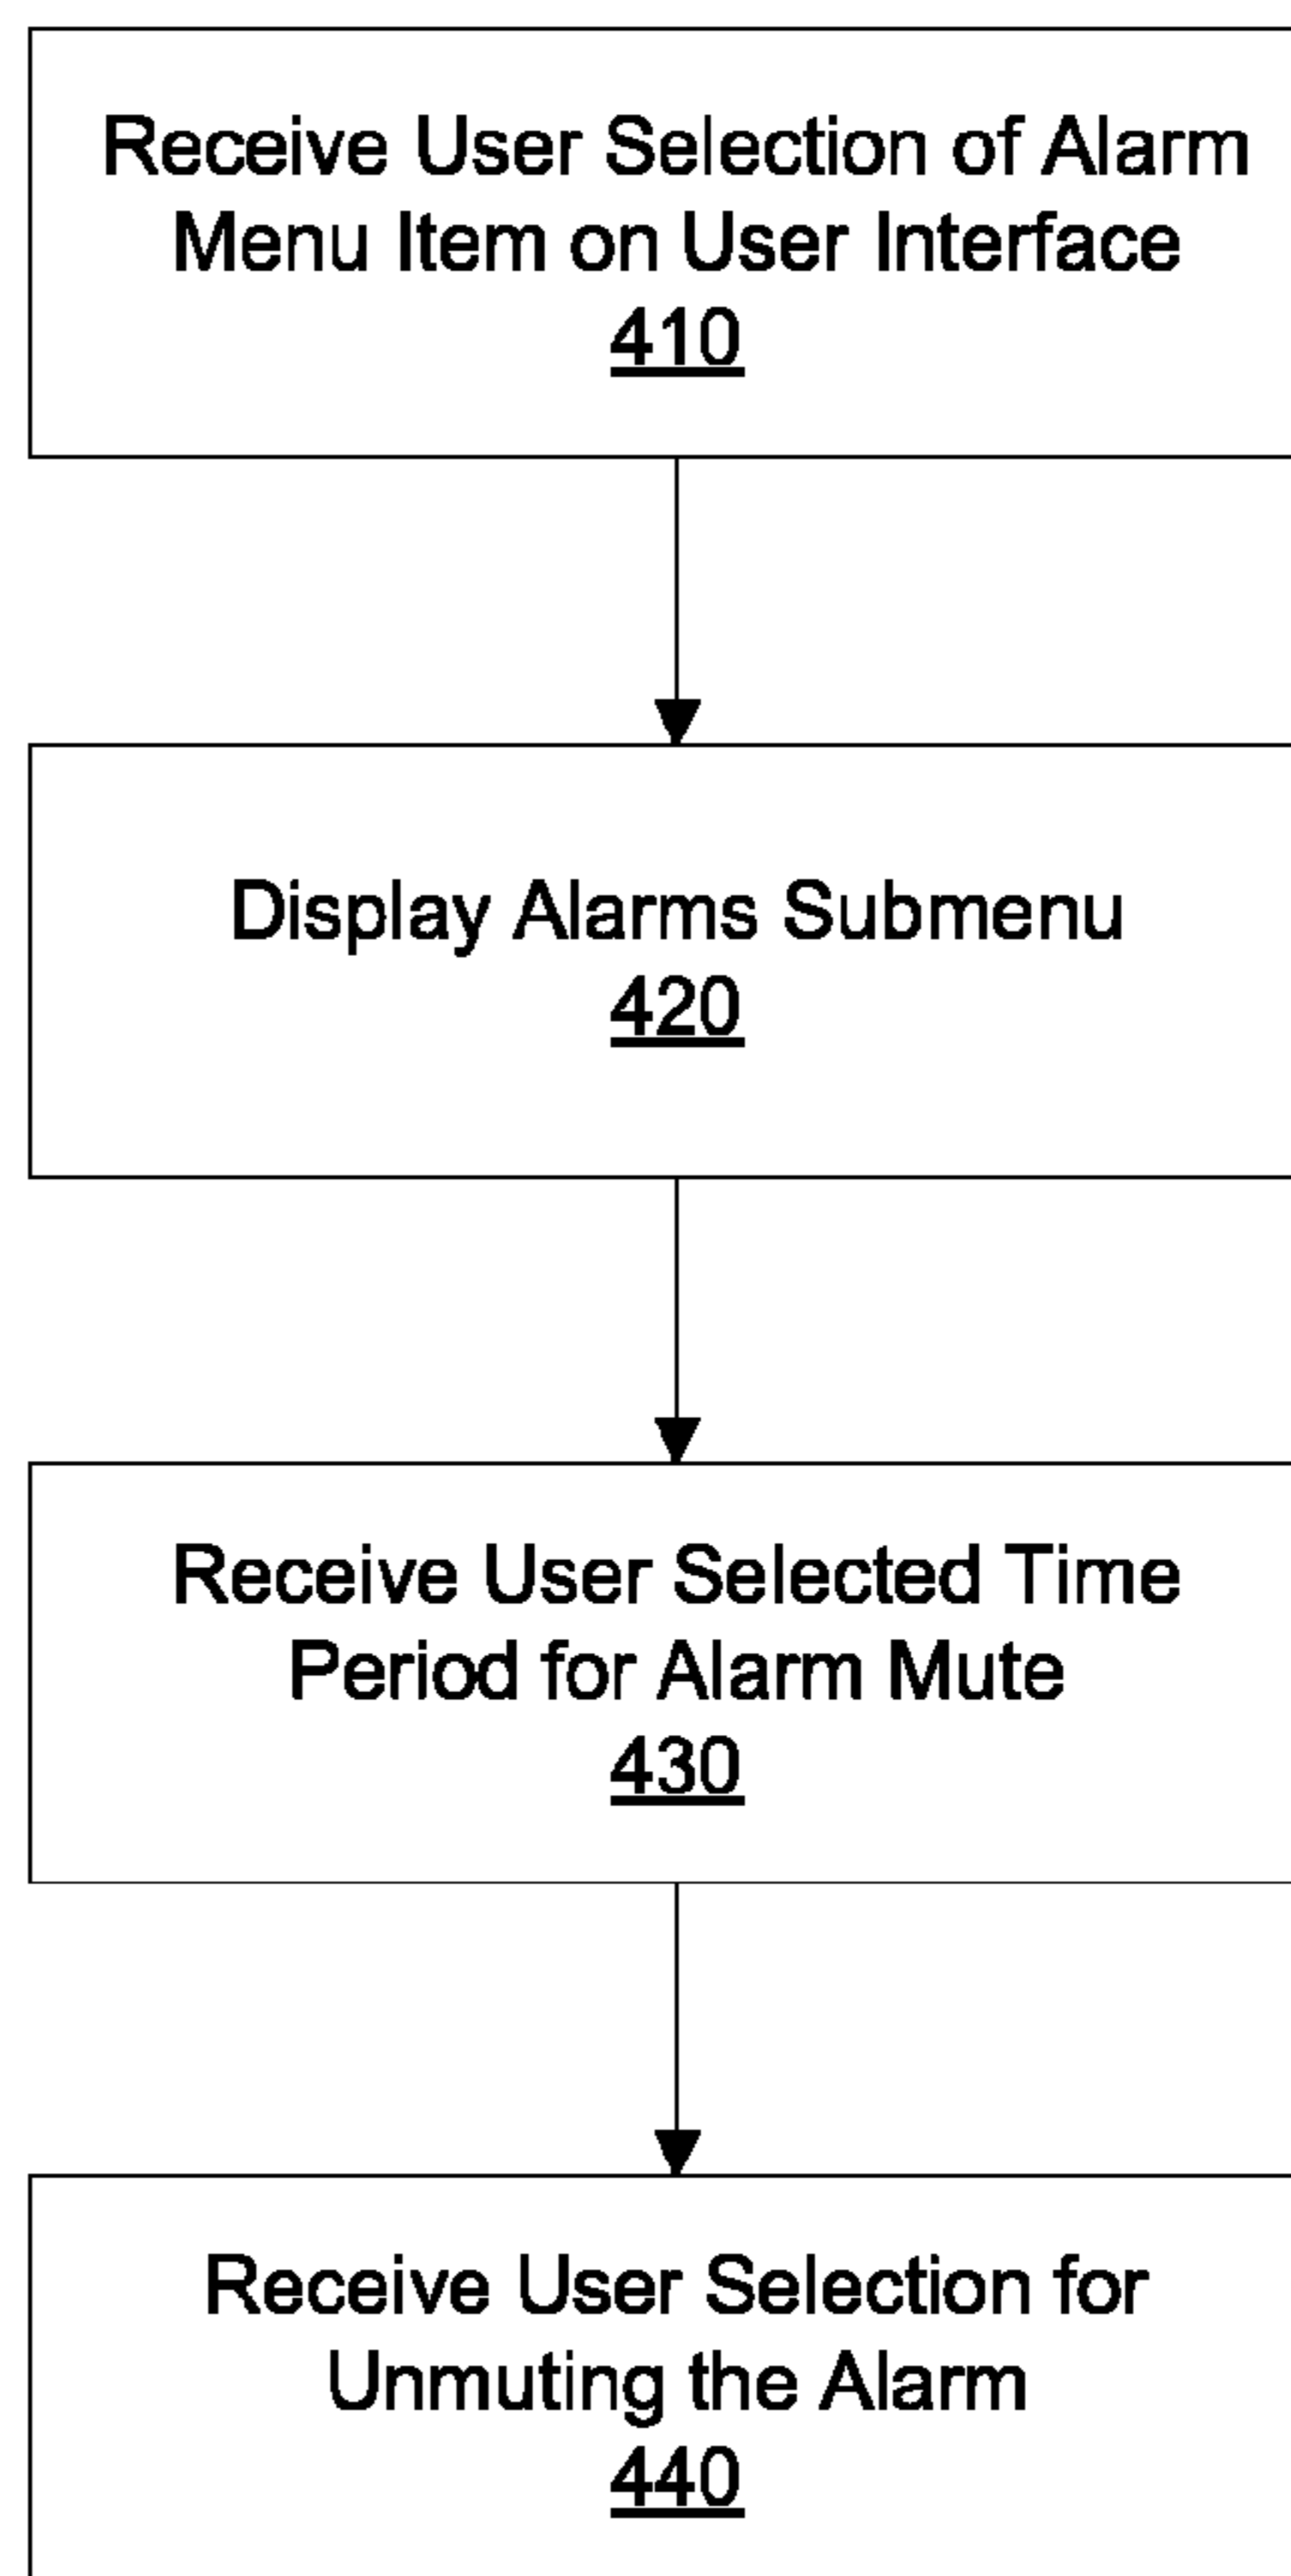 Receive User Selection of Alarm
Menu Item on User Interface
410
Display Alarms Submenu
420
Receive User Selected Time
Period for Alarm Mute
430
Receive User Selection for
Unmuting the Alarm
440